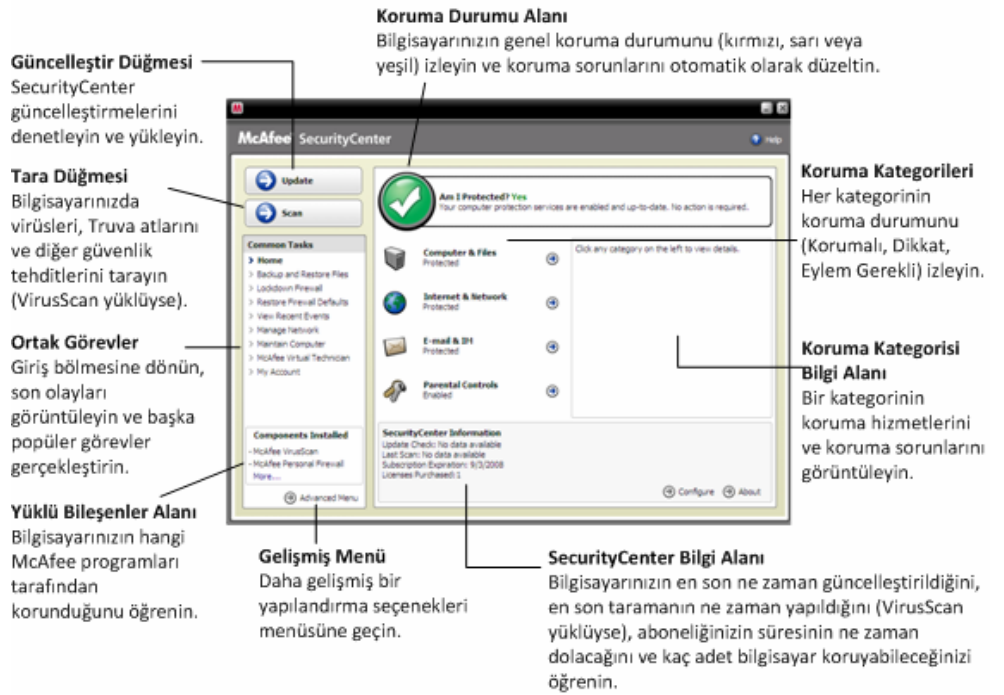 Koruma Durumu Alanı
Bilgisayarınızın genel koruma durumunu (kırmızı, sarı veya
yeşil) izleyin ve koruma sorunlarını otomatik olarak düzeltin.
Güncelleştir Düğmesi
SecurityCenter
güncelleştirmelerini
denetleyin ve yükleyin.
Tara Düğmesi
Bilgisayarınızda
virüsleri, Truva atlarını
ve diğer güvenlik
tehditlerini tarayın
(VirusScan yüklüyse).
Ortak Görevler
Giriş bölmesine dönün,
son olayları
görüntüleyin ve başka
popüler görevler
gerçekleştirin.
Yüklü Bileşenler Alanı
Bilgisayarınızın hangi
McAfee programları
tarafından
korunduğunu öğrenin.
McAfee SecurityCenter
Help
Update
Scan
Common Tasks
Home
Backup and Restore Files
Lockdown Firewall
Restore Firewall Defaults
View Recent Events
Manage Network
Maintain Computer
McAfee Virtual Technician
My Account
Components Installed
- McAfee VirusScan
- McAfee Personal Firewall
More....
Advanced Menu
Am I Protected? Yes
Your computer protection services are enabled and up-to-date. No action is required.
Computer & Files
Protected
Internet & Network
Protected
E-mail & IM
Protected
Parental Controls
Enabled
Click any category on the left to view details.
SecurityCenter Information
Update Check: No data available
Last Scan: No data available
Subscription Expiration: 9/3/2008
Licenses Purchased: 1
Configure
About
Koruma Kategorileri
Her kategorinin
koruma durumunu
(Korumalı, Dikkat,
Eylem Gerekli) izleyin.
Koruma Kategorisi
Bilgi Alanı
Bir kategorinin
koruma hizmetlerini
ve koruma sorunlarını
görüntüleyin.
Gelişmiş Menü
Daha gelişmiş bir
yapılandırma seçenekleri
menüsüne geçin.
SecurityCenter Bilgi Alanı
Bilgisayarınızın en son ne zaman güncelleştirildiğini,
en son taramanın ne zaman yapıldığını (VirusScan
yüklüyse), aboneliğinizin süresinin ne zaman
dolacağını ve kaç adet bilgisayar koruyabileceğinizi
öğrenin.